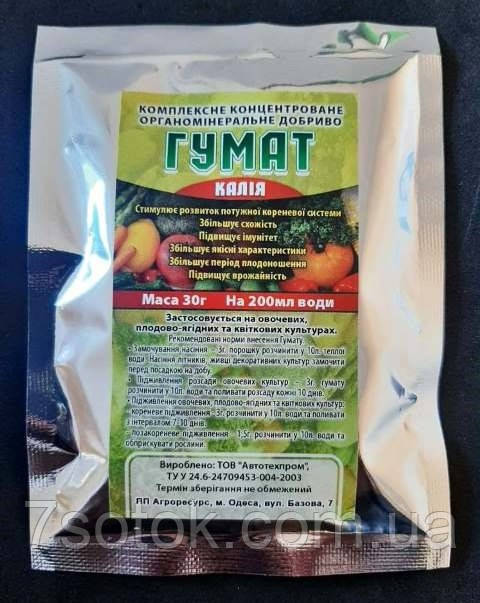 КОМПЛЕКСНЕ КОНЦЕНТРОВАНЕ
ОРГАНОМІНЕРАЛЬНЕ ДОБРИВО
ГУМАТ
КАЛІЯ
Стимулює розвиток потужної кореневої системи
Збільшує схожість
Підвищує імунітет
Збільшує якісні характеристики
Збільшує період плодоношення
Підвищує врожайність
Маса 30г На 200мл води
Застосовується на овочевих,
плодово-ягідних та квіткових культурах.
Рекомендовані норми внесення Гумату.
- Замочування насіння - 3г. порошку розчинити у 10л. теплої
води. Насіння літників, живці декоративних культур замочити
перед посадкою на добу.
- Підживлення розсади овочевих культур - 3г. гумату
розчинити у 10л. води та поливати розсаду кожні 10 днів.
- Підживлення овочевих, плодово-ягідних та квіткових культур:
кореневе підживлення -3г. розчинити у 10л. води та поливати
з інтервалом 7-10 днів.
- позакореневе підживлення - 1,5г. розчинити у 10л. води та
обприскувати рослини.
Вироблено: ТОВ "Автотехпром",
ТУ У 24.6-24709453-004-2003
Термін зберігання не обмежений
ПП Агроресурс, м. Одеса, вул. Базова, 7
7sotok.com.ua